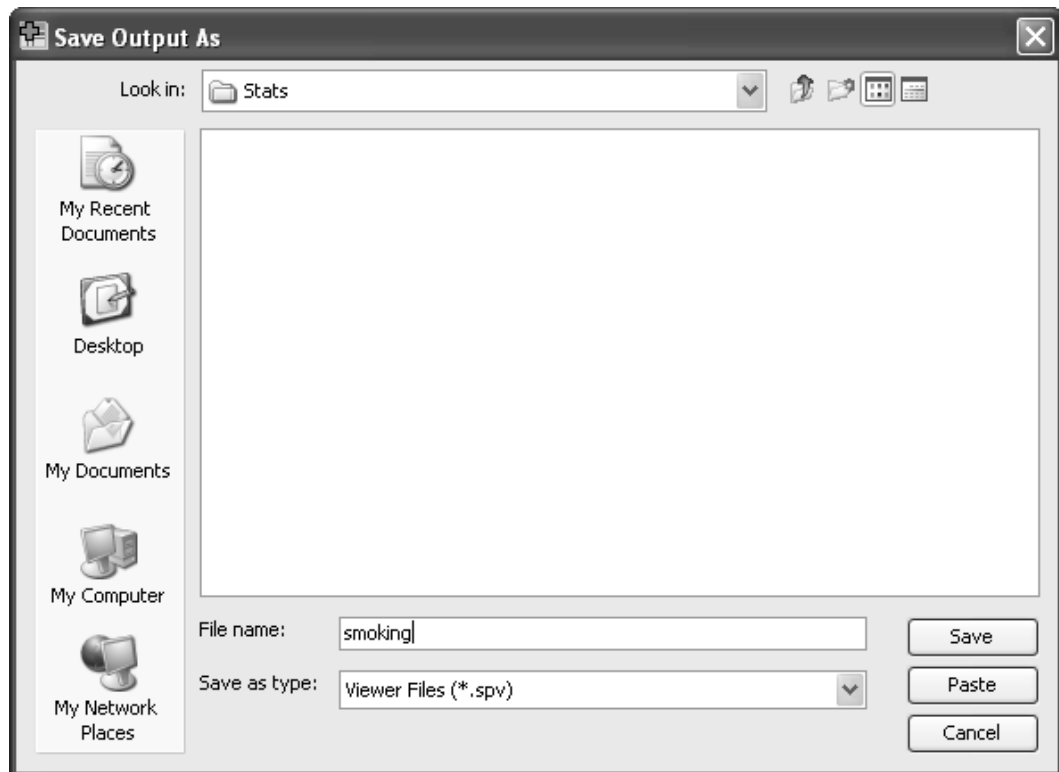 Save Output As
Look in:
Stats
My Recent
Documents
Desktop
My Documents
My Computer
My Network
Places
File name:
smoking
Save
Save as type:
Viewer Files (*.spv)
Paste
Cancel